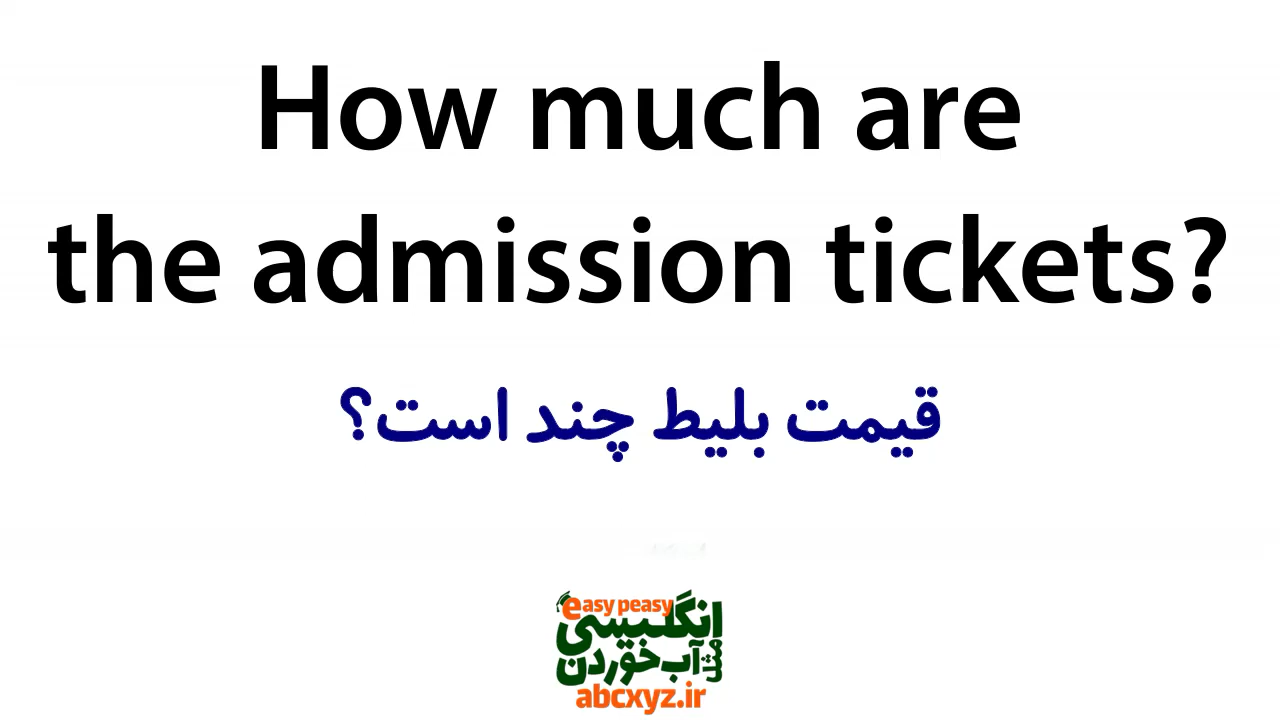 How much are
the admission tickets?
قیمت بلیط چند است؟
easy peasy
انگلیسی
مثل آب خوردن
abcxyz.ir